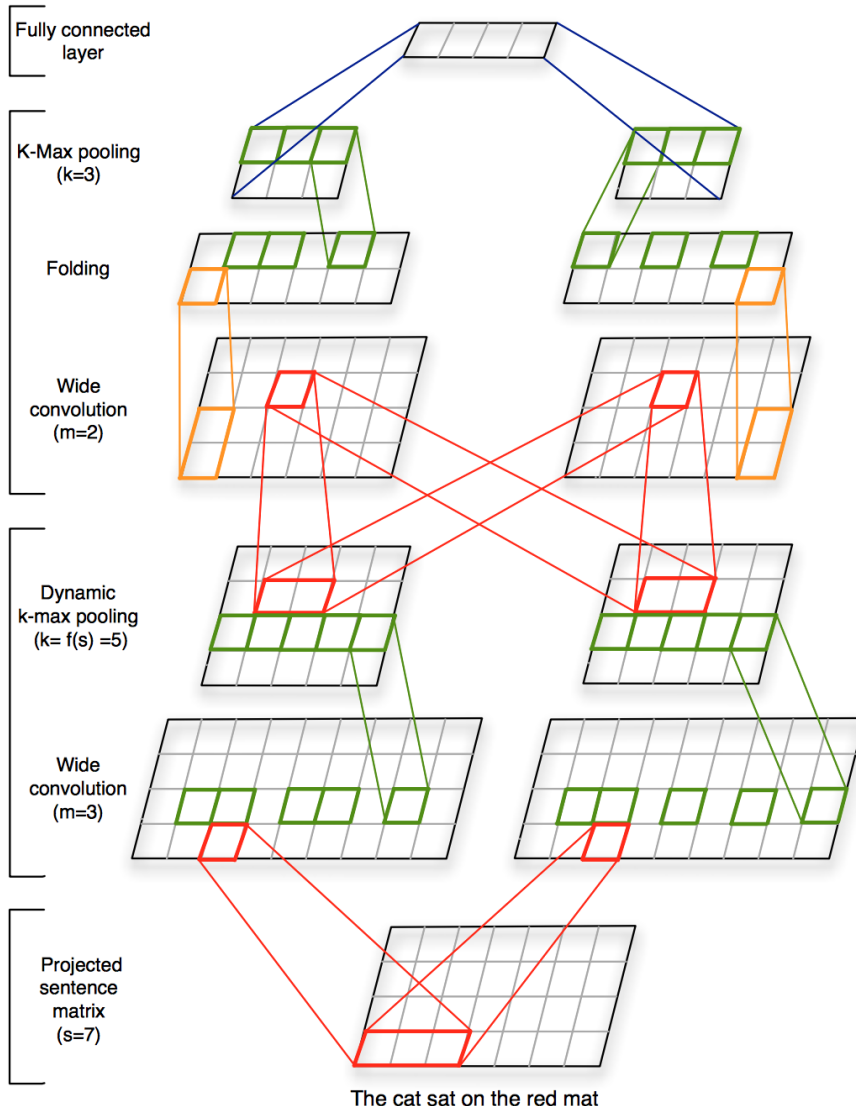 Fully connected
layer
K-Max pooling
(k=3)
Folding
Wide
convolution
(m=2)
Dynamic
k-max pooling
(k= f(s) =5)
Wide
convolution
(m=3)
Projected
sentence
matrix
(s=7)
The cat sat on the red mat